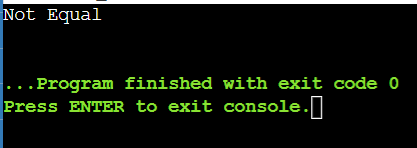 Not Equal
...Program finished with exit code 0
Press ENTER to exit console.